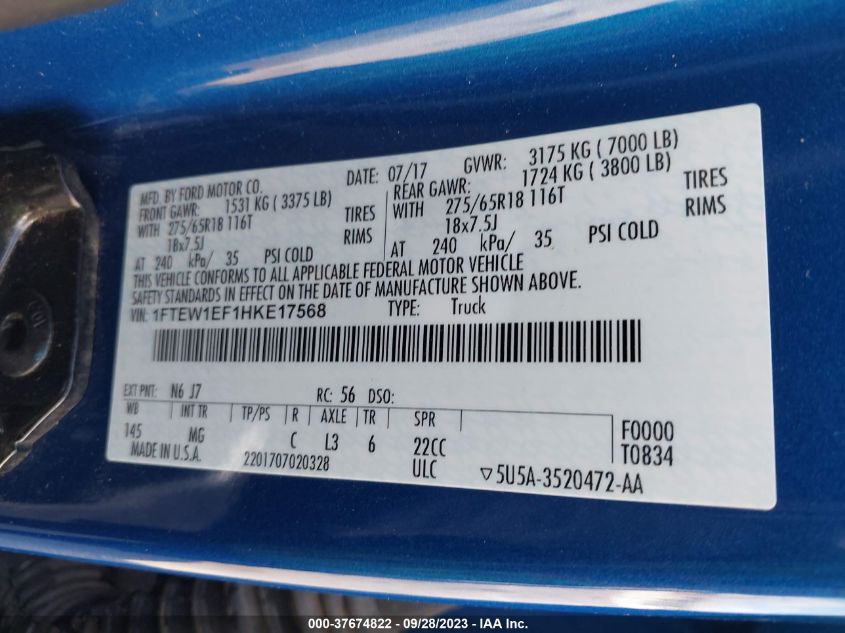 MFD. BY FORD MOTOR CO. DATE: 07/17 GVWR: 3175 KG ( 7000 LB)
FRONT GAWR: 1531 KG ( 3375 LB) REAR GAWR: 1724 KG ( 3800 LB)
WITH 275/65R18 116T TIRES WITH 275/65R18 116T TIRES
18x7.5J RIMS 18x7.5J RIMS
AT 240 kPa/ 35 PSI COLD AT 240 kPa/ 35 PSI COLD
THIS VEHICLE CONFORMS TO ALL APPLICABLE FEDERAL MOTOR VEHICLE
SAFETY STANDARDS IN EFFECT ON THE DATE OF MANUFACTURE SHOWN ABOVE.
VIN: 1FTEW1EF1HKE17568 TYPE: Truck
EXT PNT: N6 J7 RC: 56 DSO:
WB INT TR TP/PS R AXLE TR SPR
145 MG C L3 6 22CC F0000
MADE IN U.S.A. 2201707020328 ULC T0834
5U5A-3520472-AA
000-37674822 - 09/28/2023 - IAAI.com